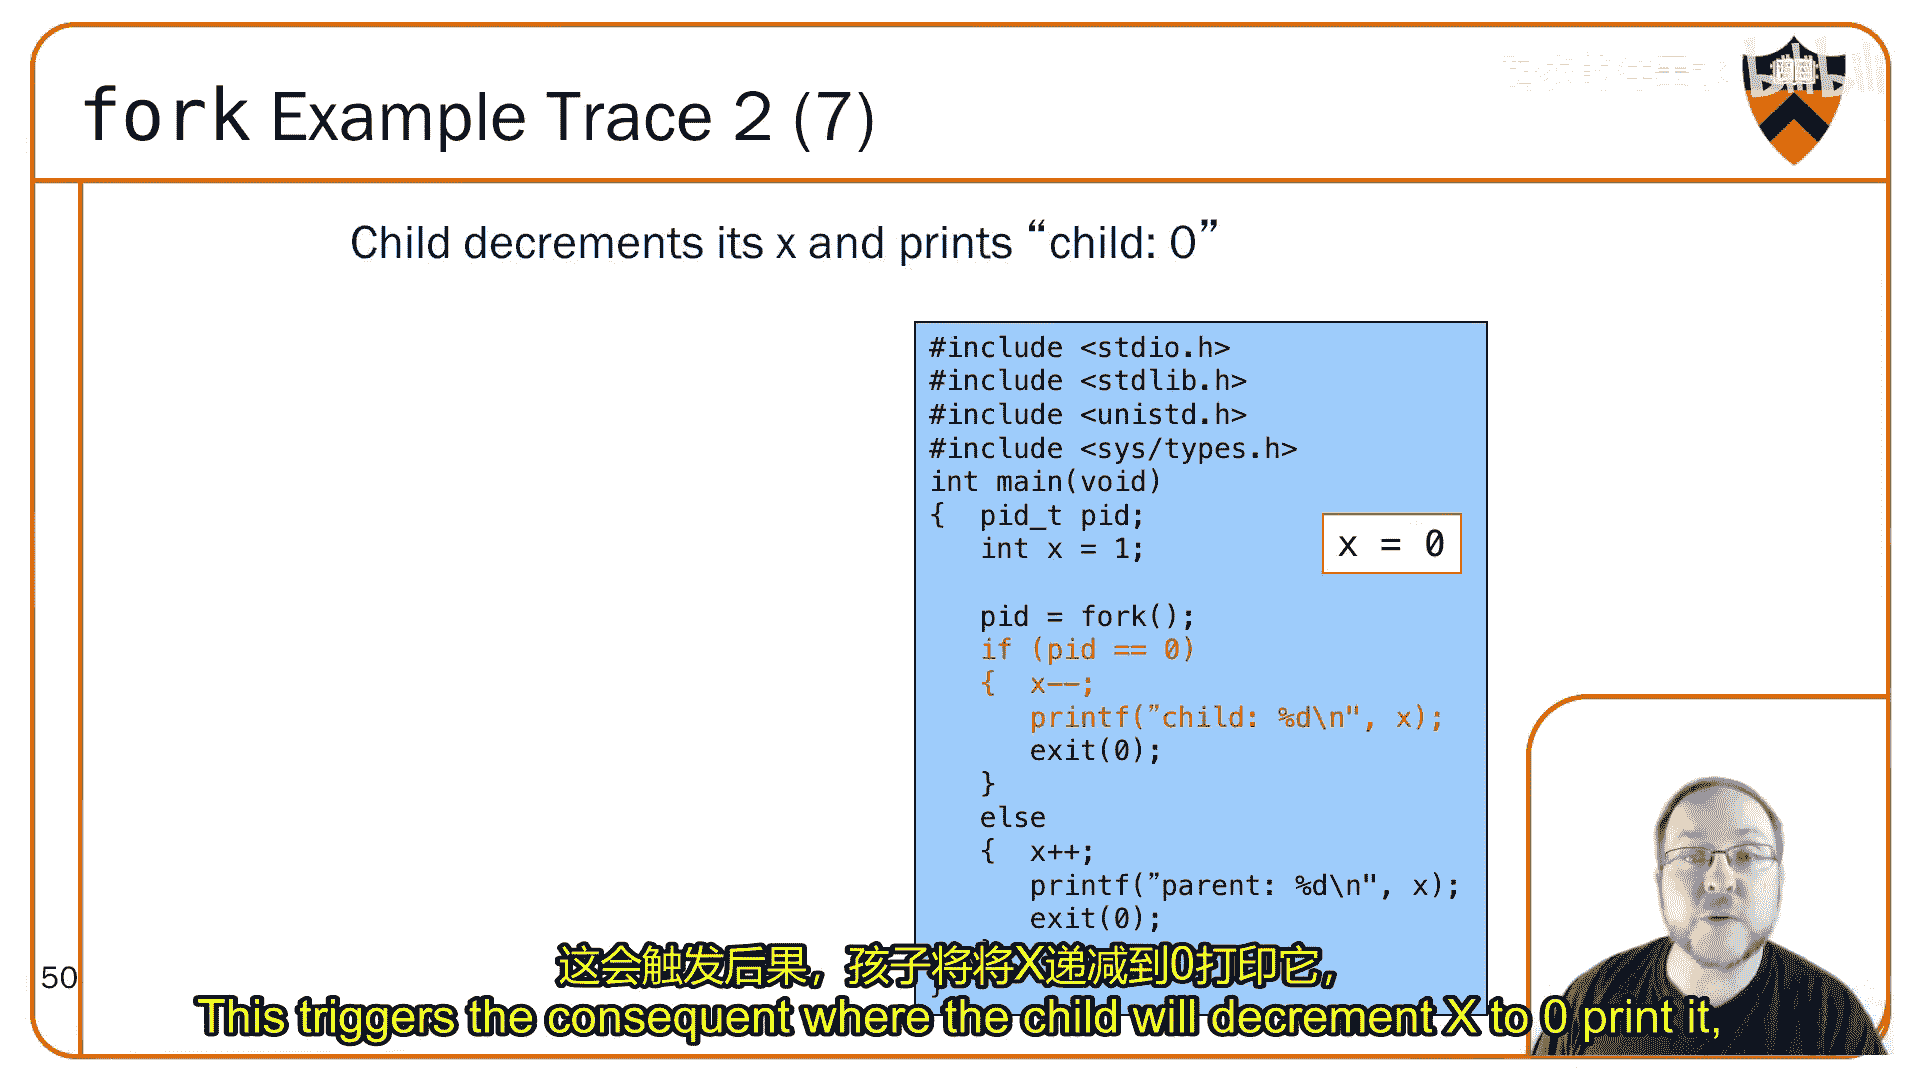 fork Example Trace 2 (7)
Child decrements its x and prints “child: 0”
#include <stdio.h>
#include <stdlib.h>
#include <unistd.h>
#include <sys/types.h>
int main(void)
{  pid_t pid;
   int x = 1;
x = 0
   pid = fork();
   if (pid == 0)
   {  x--;
      printf(”child: %d\n", x);
      exit(0);
   }
   else
   {  x++;
      printf(”parent: %d\n", x);
      exit(0);
50
这会触发后果，孩子将将X递减到0打印它，
This triggers the consequent where the child will decrement X to 0 print it,